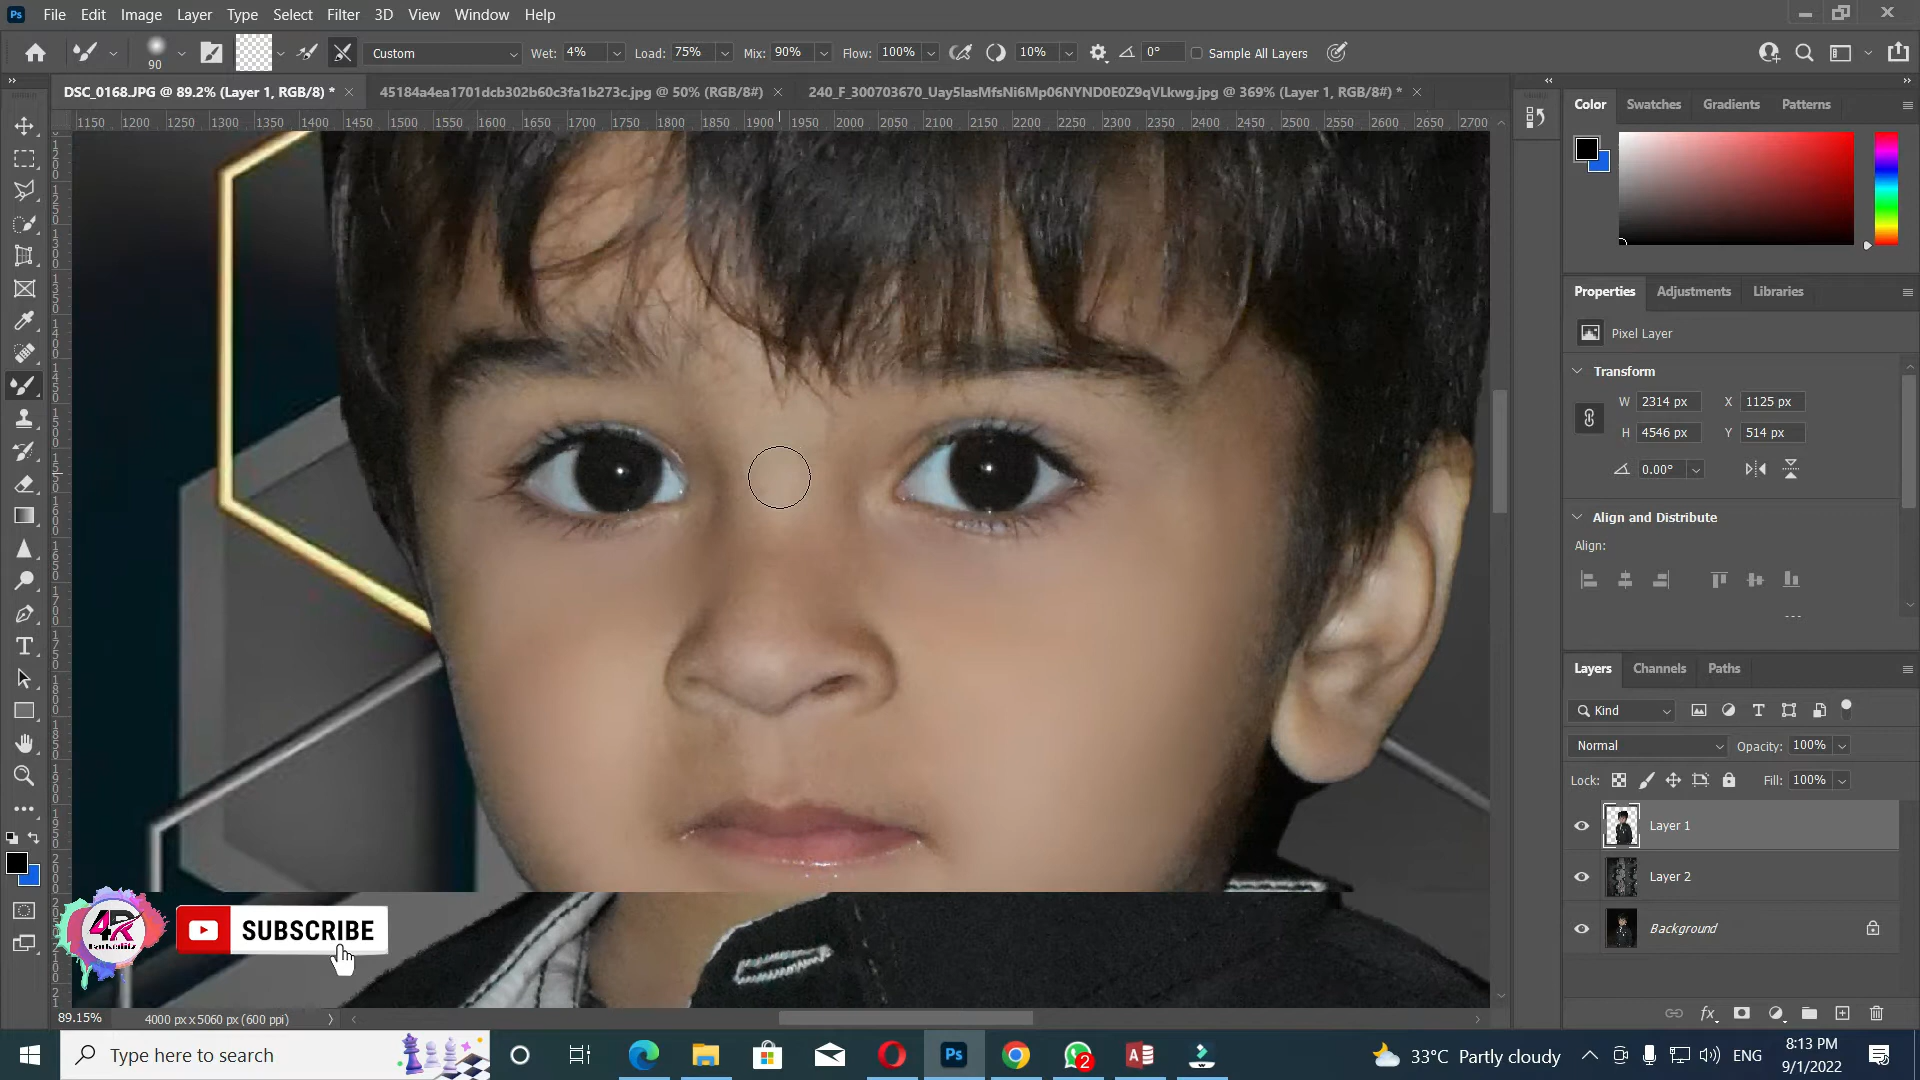 Ps File Edit Image Layer Type Select Filter 3D View Window Help
90 Custom Wet: 4% Load: 75% Mix: 90% Flow: 100% 10% 0° Sample All Layers
DSC_0168.JPG @ 89.2% (Layer 1, RGB/8) * 45184a4ea1701dcb302b60c3fa1b273c.jpg @ 50% (RGB/8#)
1150 1200 1250 1300 1350 1400 1450 1500 1550 1600 1650 1700 1750 1800 1850 1900 1950 2000 2050 2100 2150 2200 2250 2300 2350 2400 2450 2500 2550 2600 2650 2700
Color Swatches Gradients Patterns
Properties Adjustments Libraries
Pixel Layer
Transform
W 2314 px X 1125 px
H 4546 px Y 514 px
0.00°
Align and Distribute
Align:
Layers Channels Paths
Kind
Normal Opacity: 100%
Lock: Fill: 100%
Layer 1
Layer 2
Background
fx
4R
SUBSCRIBE
89.15% 4000 px x 5060 px (600 ppi)
Type here to search
Ps
2
33°C Partly cloudy
ENG
8:13 PM
9/1/2022